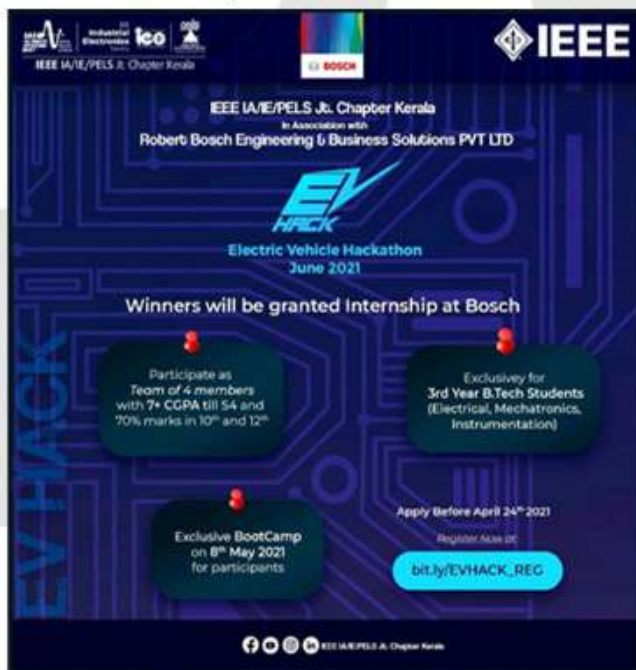 Industrial
Electronics
ico
IEEE
IEEE IA/IE/PELS Jt. Chapter Kerala
BOSCH
IEEE IA/IE/PELS Jt. Chapter Kerala
In Association with
Robert Bosch Engineering & Business Solutions PVT LTD
EV
HACK
Electric Vehicle Hackathon
June 2021
Winners will be granted Internship at Bosch
Participate as
Team of 4 members
with 7+ CGPA till S4 and
70% marks in 10th and 12th
Exclusivey for
3rd Year B.Tech Students
(Electrical, Mechatronics,
Instrumentation)
EV HACK
Exclusive BootCamp
on 8th May 2021
for participants
Apply Before April 24th 2021
Register Now at:
bit.ly/EVHACK_REG
IEEE IA/IE/PELS Jt. Chapter Kerala